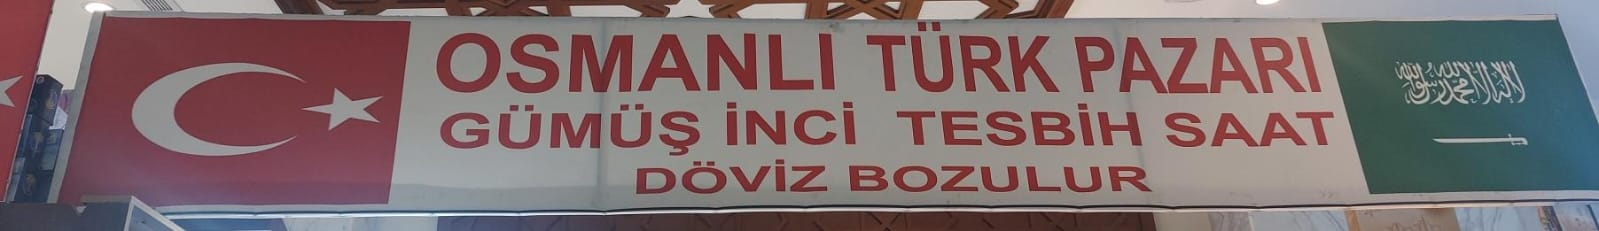 OSMANLI TÜRK PAZARI
GÜMÜŞ İNCİ TESBİH SAAT
DÖVİZ BOZULUR
لا إله إلا الله محمد رسول الله